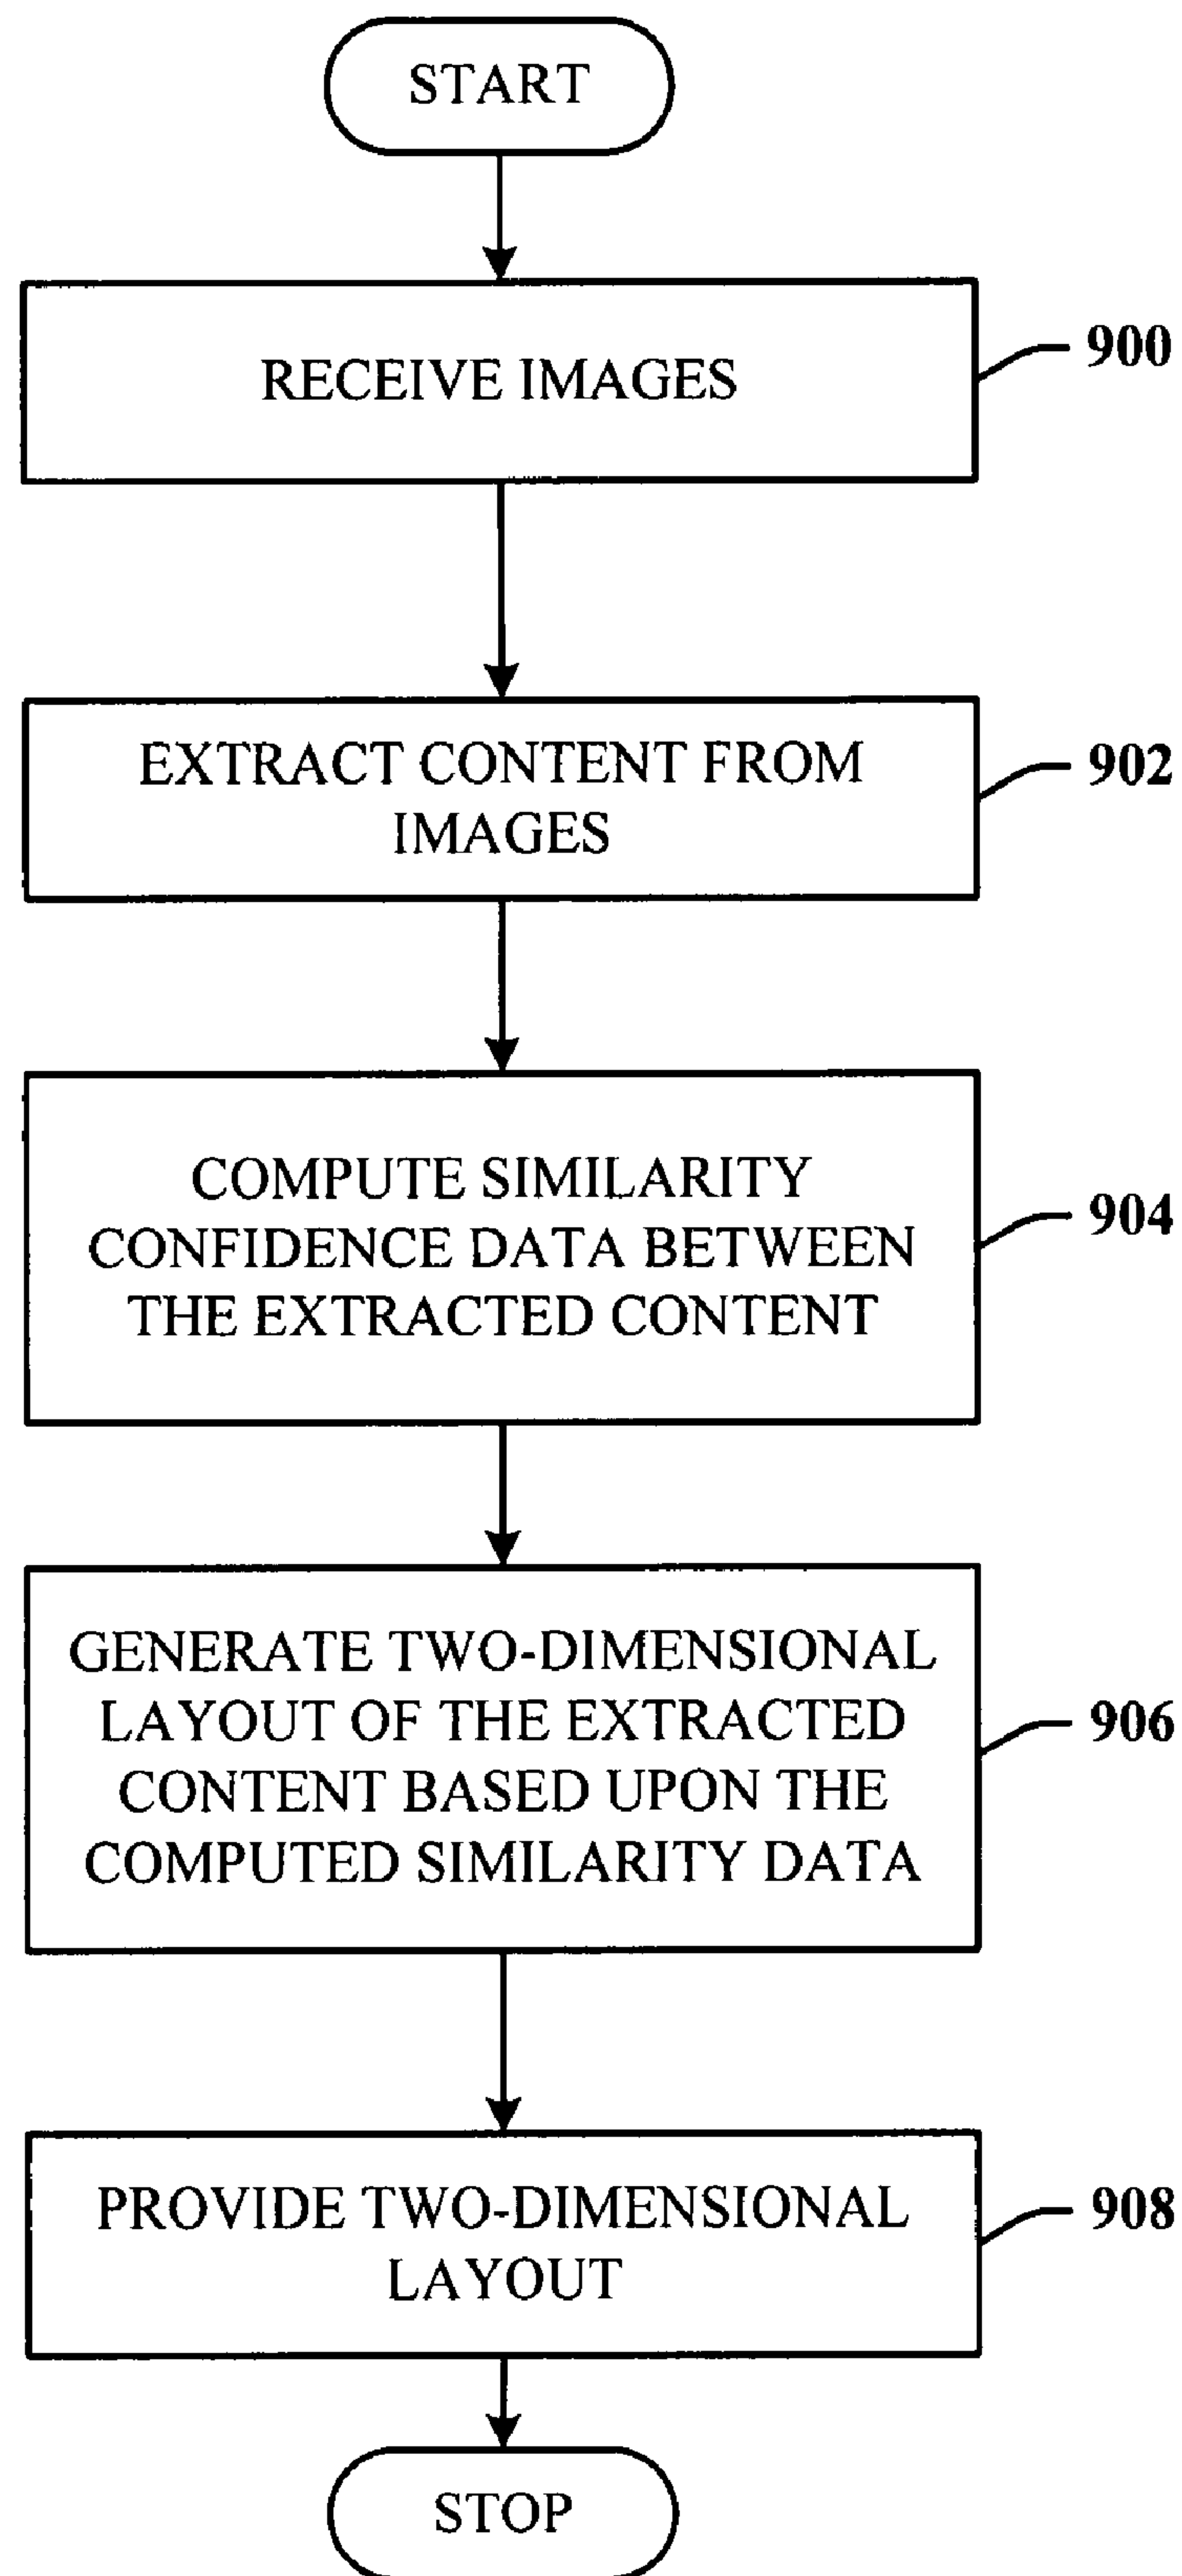 START
RECEIVE IMAGES
900
EXTRACT CONTENT FROM
IMAGES
902
COMPUTE SIMILARITY
CONFIDENCE DATA BETWEEN
THE EXTRACTED CONTENT
904
GENERATE TWO-DIMENSIONAL
LAYOUT OF THE EXTRACTED
CONTENT BASED UPON THE
COMPUTED SIMILARITY DATA
906
PROVIDE TWO-DIMENSIONAL
LAYOUT
908
STOP